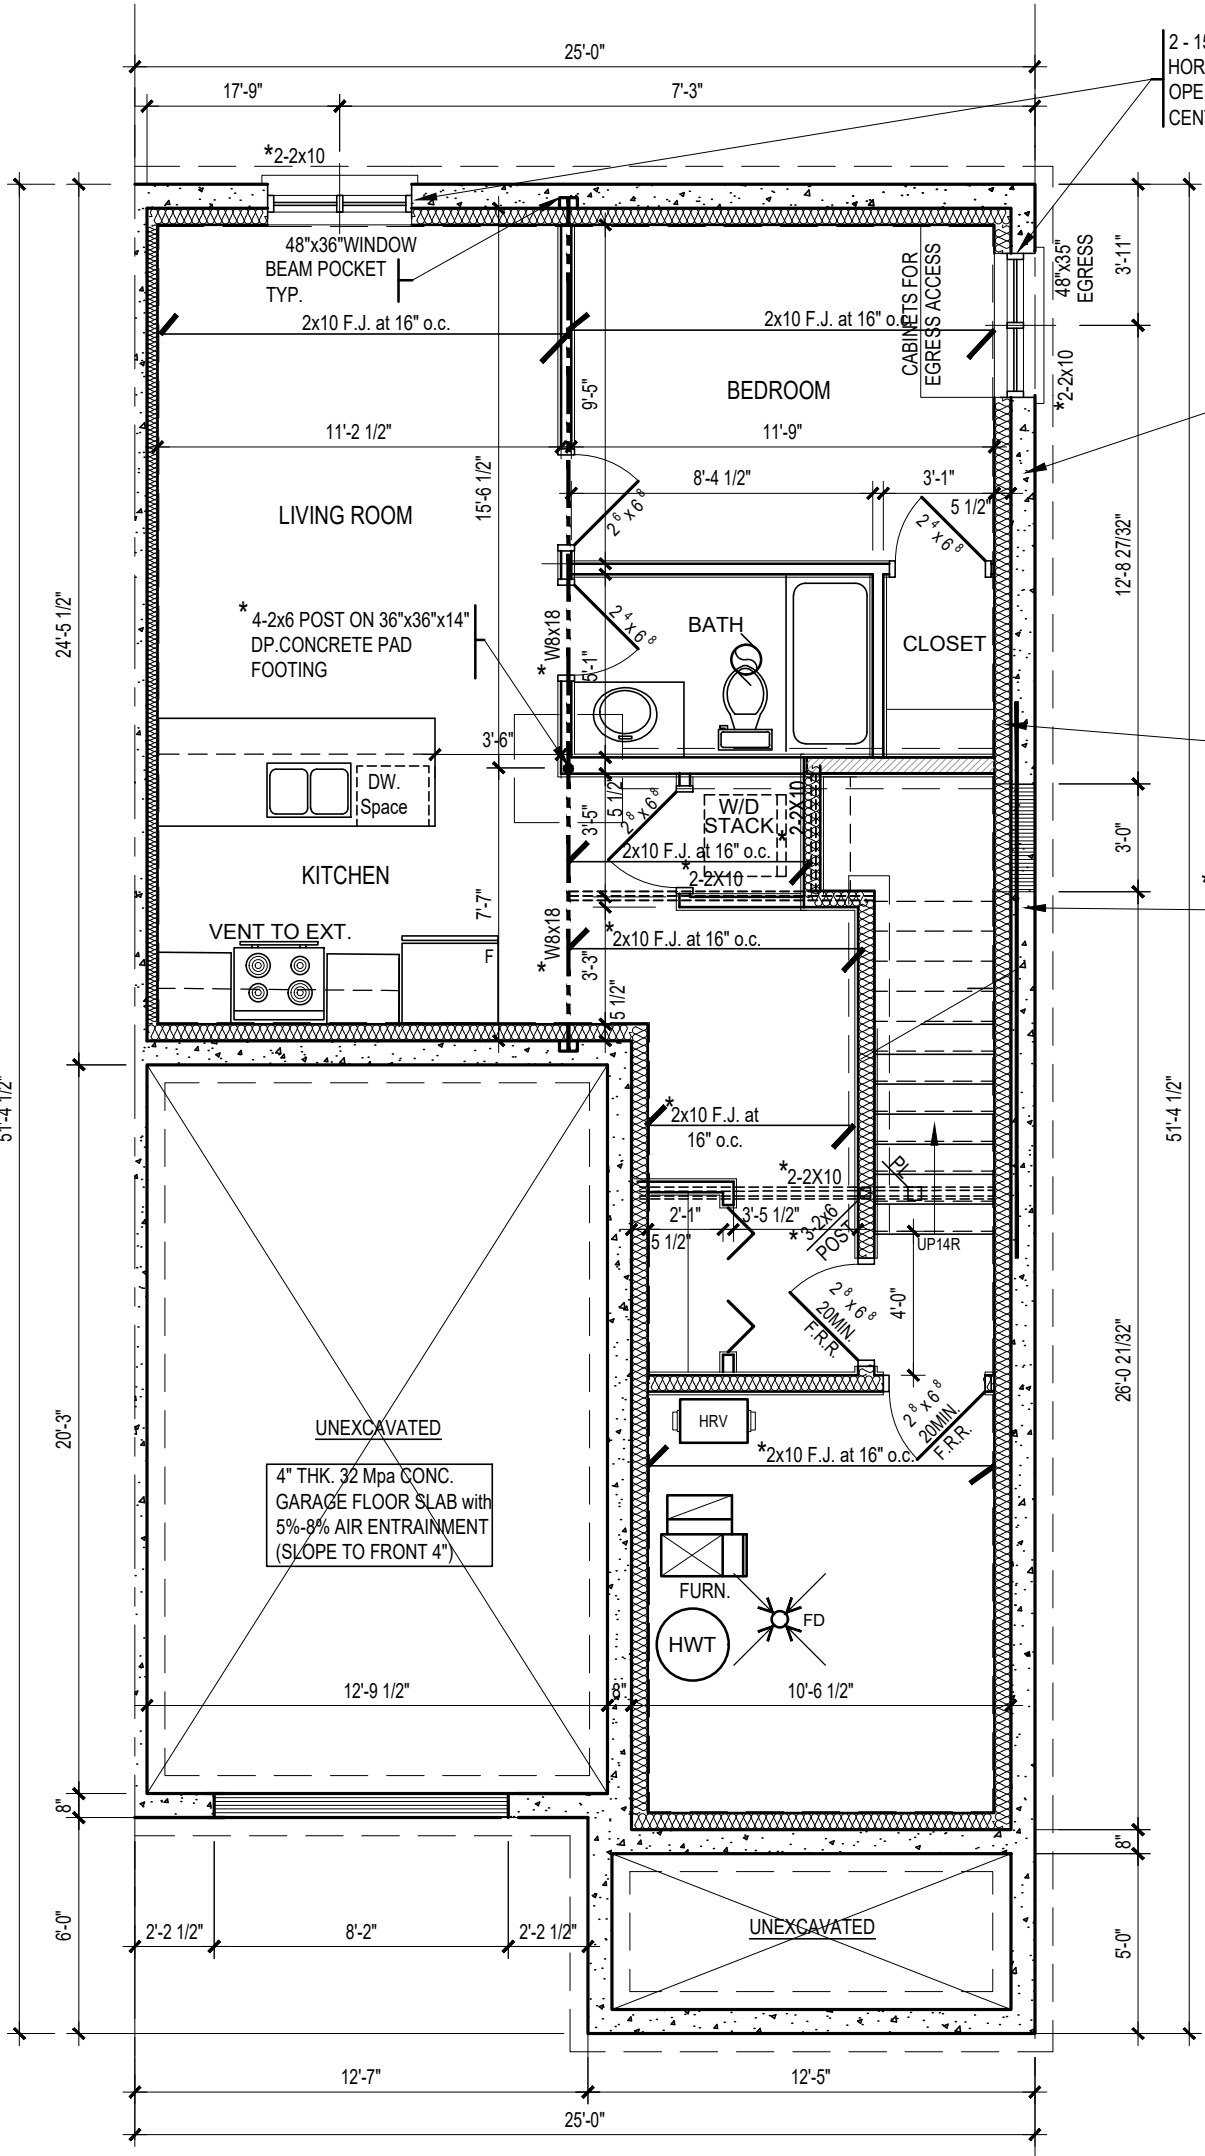 25'-0"
17'-9"
7'-3"
2 - 15
HOR
OPE
CEN
*2-2x10
48"x36"WINDOW
BEAM POCKET
TYP.
CABINETS FOR
EGRESS ACCESS
48"x35"
EGRESS
3'-11"
*2-2x10
2x10 F.J. at 16" o.c.
2x10 F.J. at 16" o.c.
BEDROOM
9'-5"
11'-2 1/2"
11'-9"
8'-4 1/2"
3'-1"
5 1/2"
15'-6 1/2"
LIVING ROOM
2⁶x6⁸
2⁴x6⁸
24'-5 1/2"
12'-8 27/32"
* 4-2x6 POST ON 36"x36"x14"
DP.CONCRETE PAD
FOOTING
*W8x18
2⁴x6⁸
5'-1"
BATH
CLOSET
3'-6"
DW.
Space
5 1/2"
2⁸x6⁸
3'-5"
W/D
STACK
*2-2X10
2x10 F.J. at 16" o.c.
*2-2X10
3'-0"
*
KITCHEN
7'-7"
VENT TO EXT.
F
*W8x18
*2x10 F.J. at 16" o.c.
3'-3"
5 1/2"
51'-4 1/2"
51'-4 1/2"
*2x10 F.J. at
16" o.c.
*2-2X10
PL
2'-1"
3'-5 1/2"
5 1/2"
*3-2x6
POST
UP14R
4'-0"
2⁸x6⁸
20MIN.
F.R.R.
2⁸x6⁸
20MIN.
F.R.R.
26'-0 21/32"
20'-3"
HRV
*2x10 F.J. at 16" o.c.
UNEXCAVATED
4" THK. 32 Mpa CONC.
GARAGE FLOOR SLAB with
5%-8% AIR ENTRAINMENT
(SLOPE TO FRONT 4")
FURN.
HWT
FD
12'-9 1/2"
8"
10'-6 1/2"
8"
8"
6'-0"
2'-2 1/2"
8'-2"
2'-2 1/2"
UNEXCAVATED
5'-0"
12'-7"
12'-5"
25'-0"